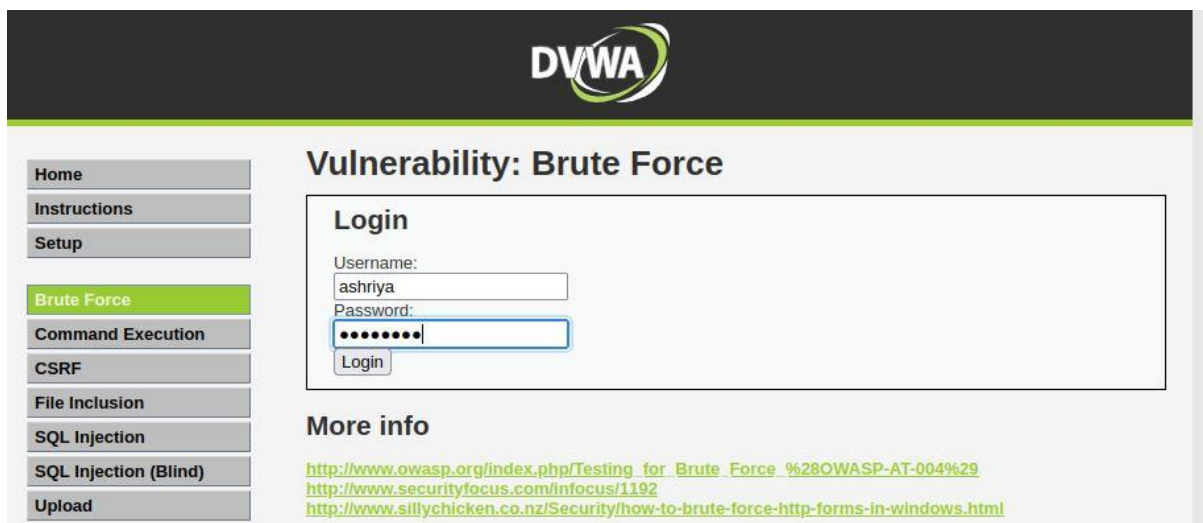 DVWA
Home
Instructions
Setup
Brute Force
Command Execution
CSRF
File Inclusion
SQL Injection
SQL Injection (Blind)
Upload
Vulnerability: Brute Force
Login
Username:
ashriya
Password:
••••••••
Login
More info
http://www.owasp.org/index.php/Testing_for_Brute_Force_%28OWASP-AT-004%29
http://www.securityfocus.com/infocus/1192
http://www.sillychicken.co.nz/Security/how-to-brute-force-http-forms-in-windows.html